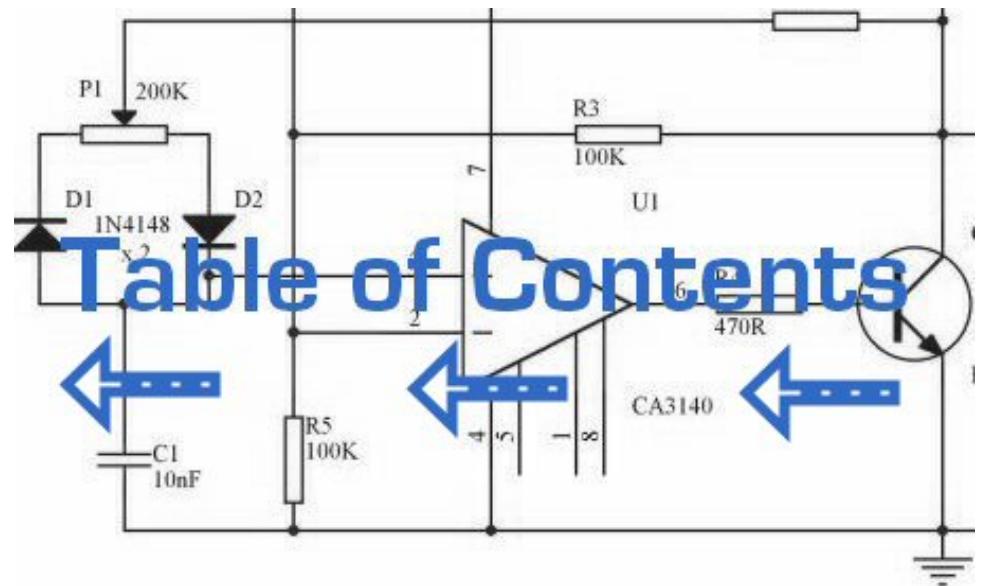 P1 200K
R3
100K
7
U1
D1
D2
1N4148
x 2
Table of Contents
2
6
470R
CA3140
R5
100K
4
5
1
8
C1
10nF